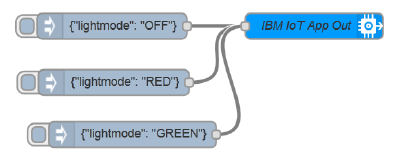 {"lightmode": "OFF"}
IBM IoT App Out
{"lightmode": "RED"}
{"lightmode": "GREEN"}